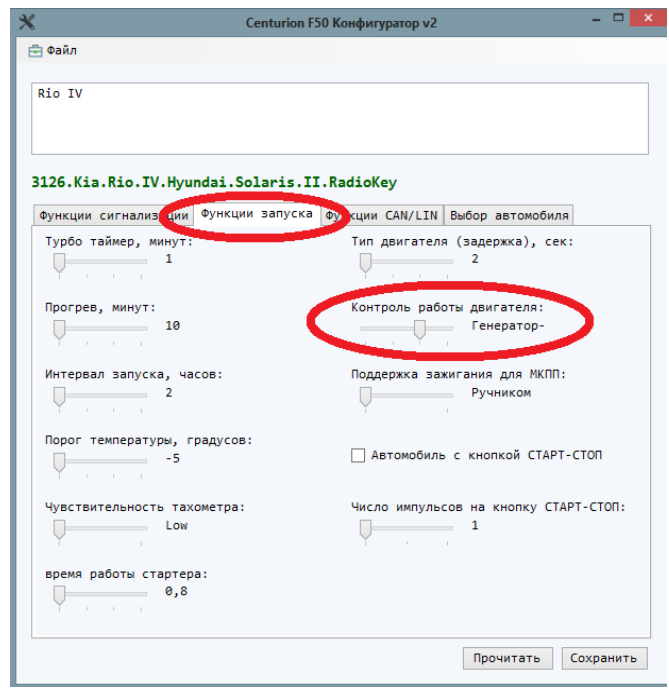 Centurion F50 Конфигуратор v2
Файл
Rio IV
3126.Kia.Rio.IV.Hyundai.Solaris.II.RadioKey
Функции сигнализации Функции запуска Функции CAN/LIN Выбор автомобиля
Турбо таймер, минут:
1
Прогрев, минут:
10
Интервал запуска, часов:
2
Порог температуры, градусов:
-5
Чувствительность тахометра:
Low
время работы стартера:
0,8
Тип двигателя (задержка), сек:
2
Контроль работы двигателя:
Генератор-
Поддержка зажигания для МКПП:
Ручником
Автомобиль с кнопкой СТАРТ-СТОП
Число импульсов на кнопку СТАРТ-СТОП:
1
Прочитать Сохранить